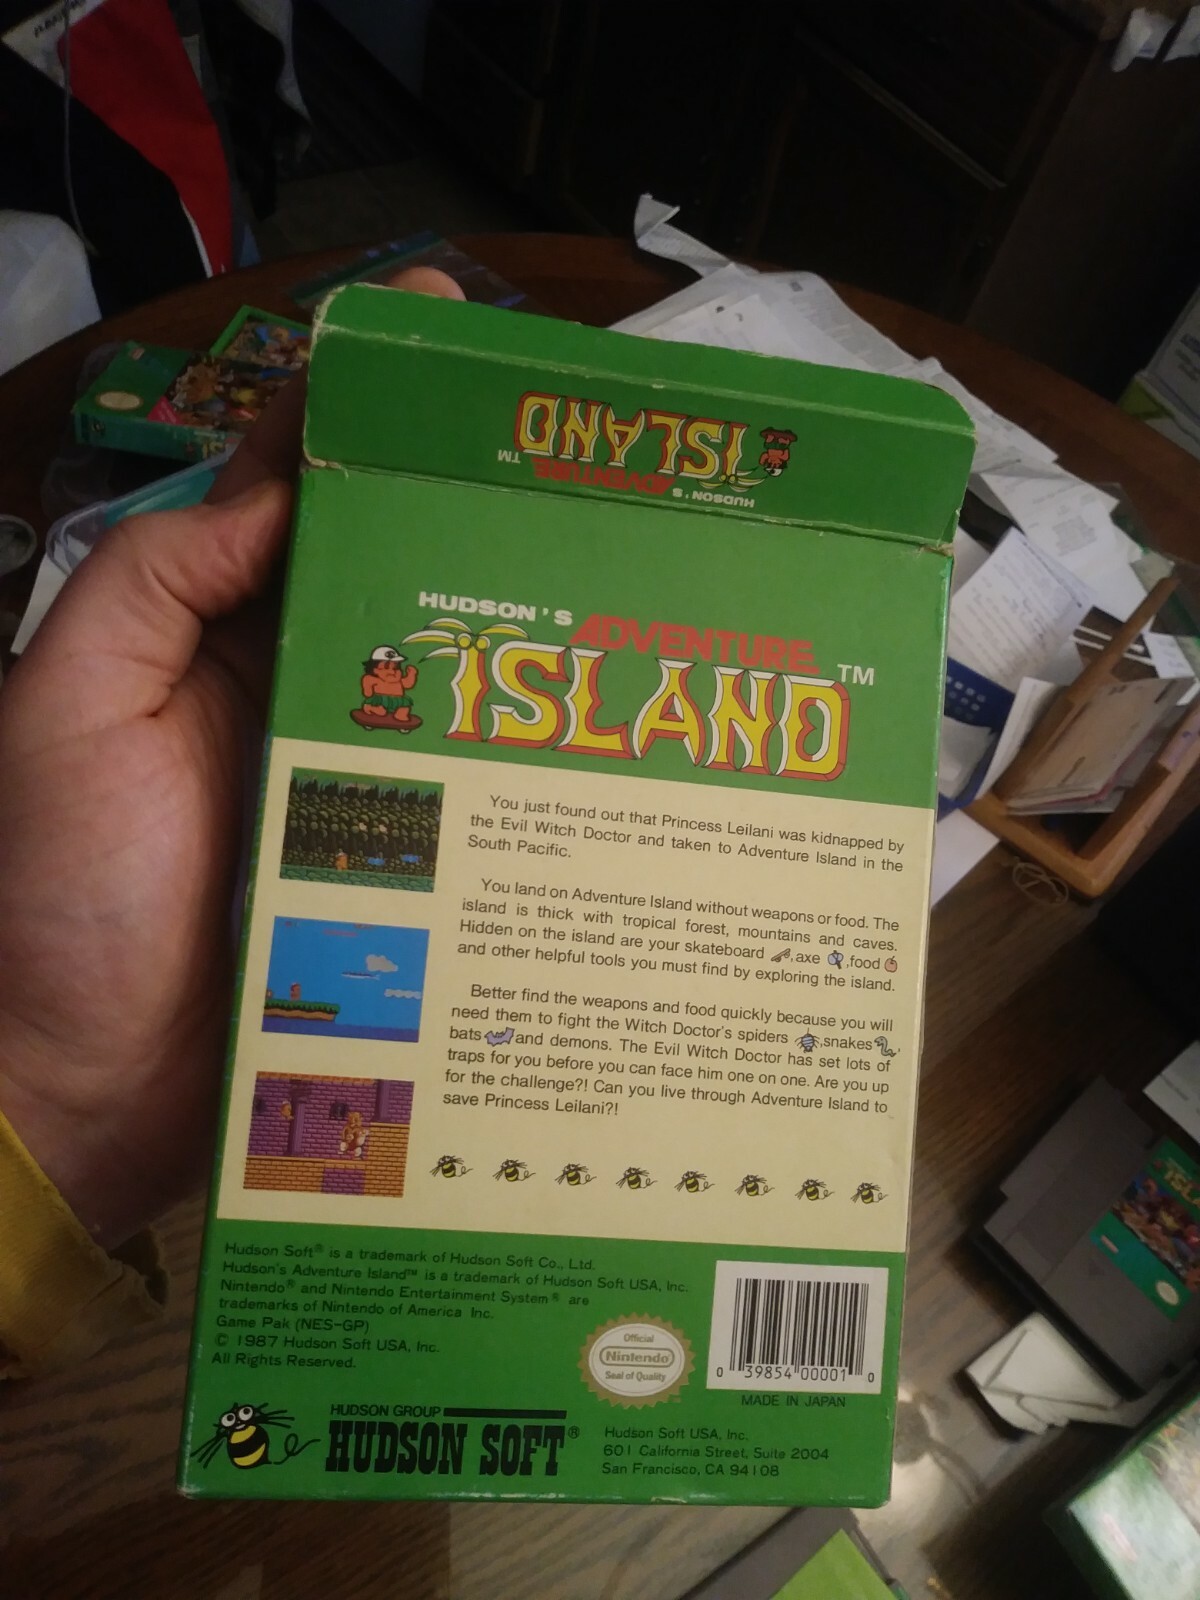 HUDSON'S
ADVENTURE
ISLAND TM
HUDSON'S
ADVENTURE
ISLAND TM
You just found out that Princess Leilani was kidnapped by
the Evil Witch Doctor and taken to Adventure Island in the
South Pacific.
You land on Adventure Island without weapons or food. The
island is thick with tropical forest, mountains and caves.
Hidden on the island are your skateboard ,axe ,food
and other helpful tools you must find by exploring the island.
Better find the weapons and food quickly because you will
need them to fight the Witch Doctor's spiders ,snakes ,
bats and demons. The Evil Witch Doctor has set lots of
traps for you before you can face him one on one. Are you up
for the challenge?! Can you live through Adventure Island to
save Princess Leilani?!
Hudson Soft® is a trademark of Hudson Soft Co., Ltd.
Hudson's Adventure Island™ is a trademark of Hudson Soft USA, Inc.
Nintendo® and Nintendo Entertainment System® are
trademarks of Nintendo of America Inc.
Game Pak (NES-GP)
© 1987 Hudson Soft USA, Inc.
All Rights Reserved.
Official
Nintendo
Seal of Quality
0 39854 00001 0
MADE IN JAPAN
HUDSON GROUP
HUDSON SOFT®
Hudson Soft USA, Inc.
601 California Street, Suite 2004
San Francisco, CA 94108